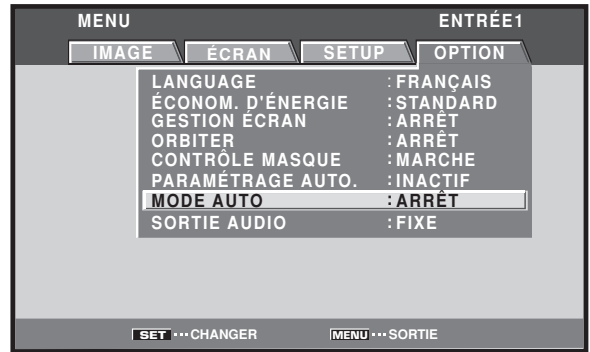 MENU ENTRÉE1
IMAGE ÉCRAN SETUP OPTION
LANGUAGE :FRANÇAIS
ÉCONOM. D'ÉNERGIE :STANDARD
GESTION ÉCRAN :ARRÊT
ORBITER :ARRÊT
CONTRÔLE MASQUE :MARCHE
PARAMÉTRAGE AUTO. :INACTIF
MODE AUTO :ARRÊT
SORTIE AUDIO :FIXE
SET ···CHANGER MENU ···SORTIE